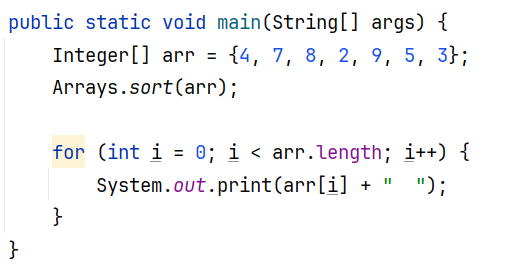 public static void main(String[] args) {
    Integer[] arr = {4, 7, 8, 2, 9, 5, 3};
    Arrays.sort(arr);

    for (int i = 0; i < arr.length; i++) {
        System.out.print(arr[i] + "  ");
    }
}